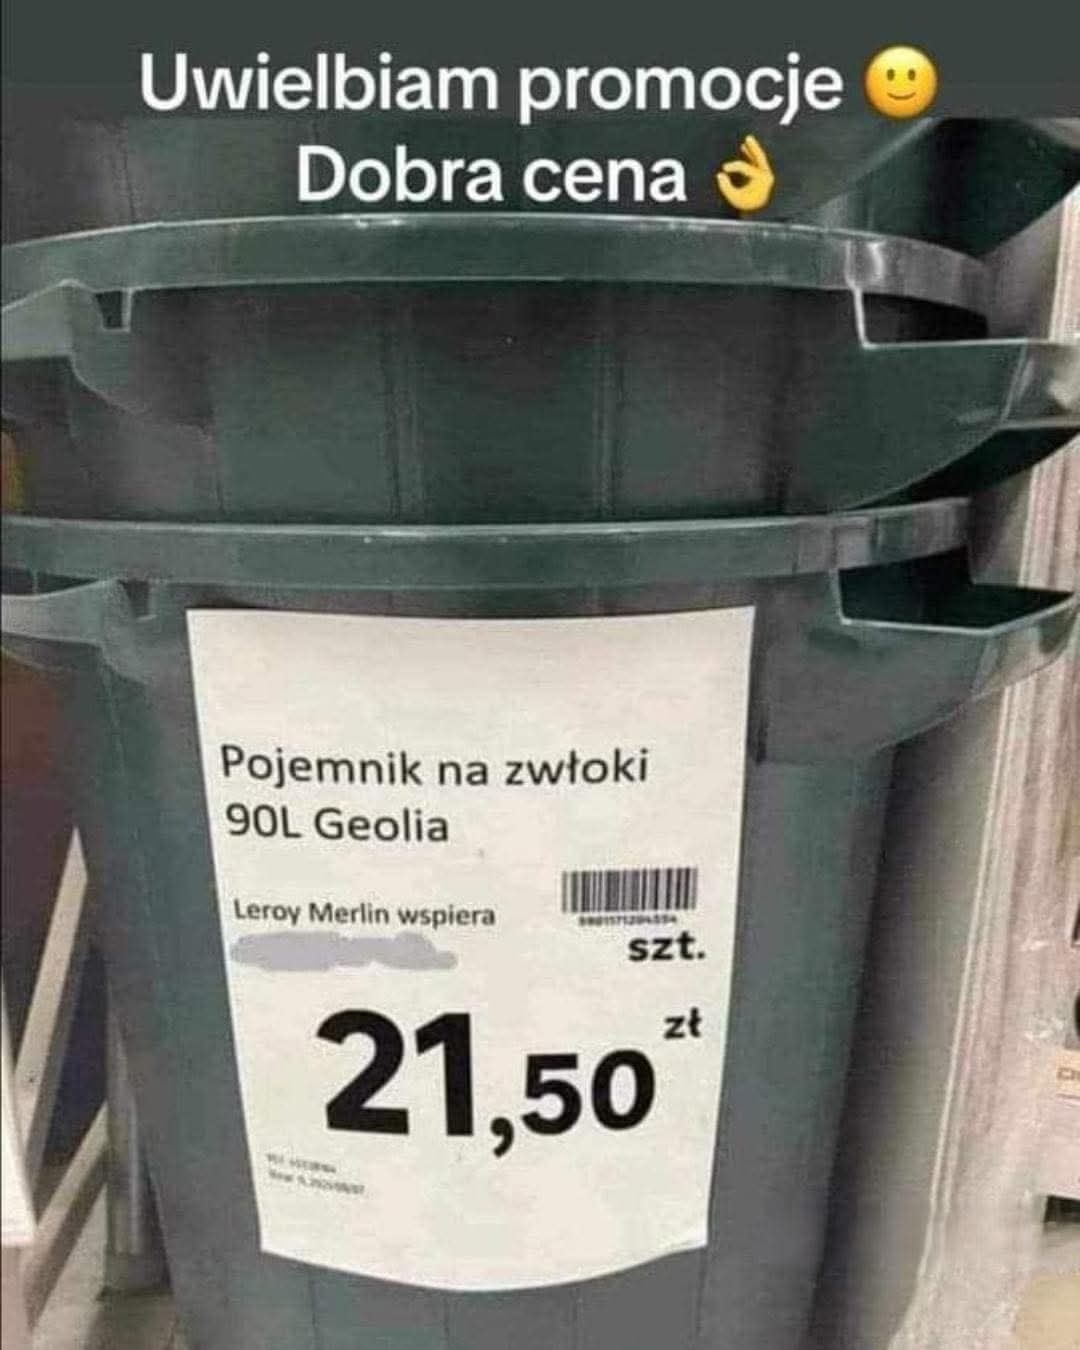 Uwielbiam promocje 🙂
Dobra cena 👌
Pojemnik na zwłoki
90L Geolia
Leroy Merlin wspiera
szt.
21,50 zł